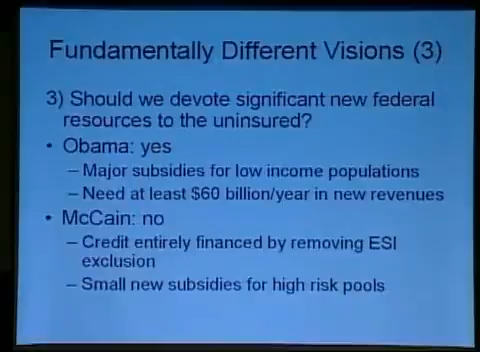 Fundamentally Different Visions (3)
3) Should we devote significant new federal
resources to the uninsured?
• Obama: yes
– Major subsidies for low income populations
– Need at least $60 billion/year in new revenues
• McCain: no
– Credit entirely financed by removing ESI
exclusion
– Small new subsidies for high risk pools